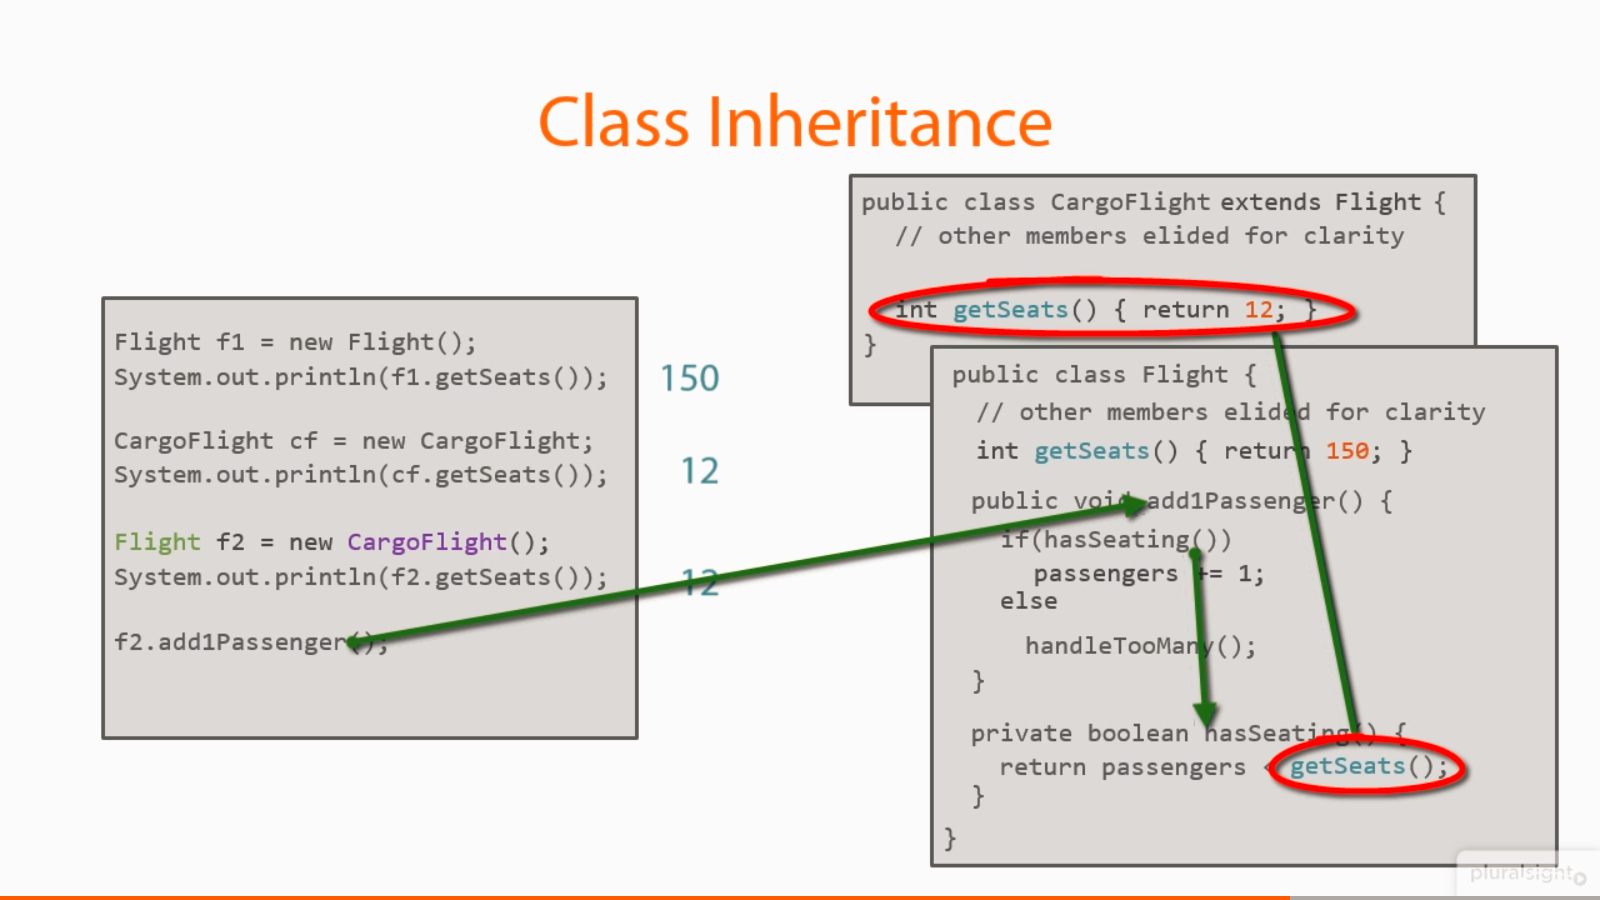 Class Inheritance
Flight f1 = new Flight();
System.out.println(f1.getSeats());
150
CargoFlight cf = new CargoFlight;
System.out.println(cf.getSeats());
12
Flight f2 = new CargoFlight();
System.out.println(f2.getSeats());
12
f2.add1Passenger();
public class CargoFlight extends Flight {
// other members elided for clarity
int getSeats() { return 12; }
}
public class Flight {
// other members elided for clarity
int getSeats() { return 150; }
public void add1Passenger() {
if(hasSeating())
passengers += 1;
else
handleTooMany();
}
private boolean hasSeating() {
return passengers < getSeats();
}
}
pluralsight